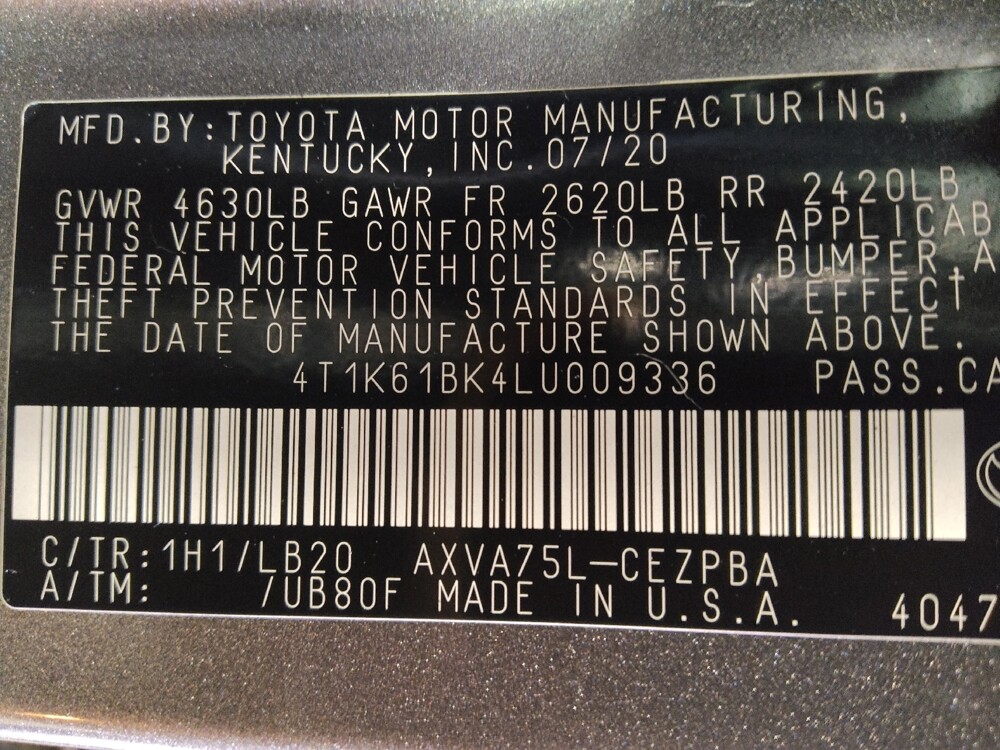 MFD.BY:TOYOTA MOTOR MANUFACTURING,
KENTUCKY,INC.07/20
GVWR 4630LB GAWR FR 2620LB RR 2420LB
THIS VEHICLE CONFORMS TO ALL APPLICAB
FEDERAL MOTOR VEHICLE SAFETY,BUMPER,A
THEFT PREVENTION STANDARDS IN EFFECT
THE DATE OF MANUFACTURE SHOWN ABOVE.
4T1K61BK4LU009336 PASS.CA
C/TR:1H1/LB20 AXVA75L-CEZPBA
A/TM: /UB80F MADE IN U.S.A. 4047